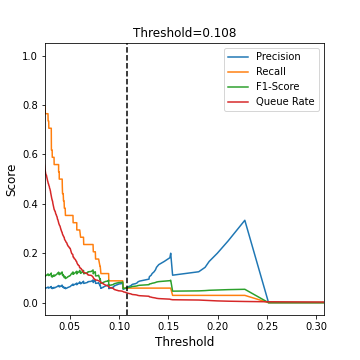 Threshold=0.108
Precision
Recall
F1-Score
Queue Rate
1.0
0.8
0.6
0.4
0.2
0.0
Score
0.05 0.10 0.15 0.20 0.25 0.30
Threshold